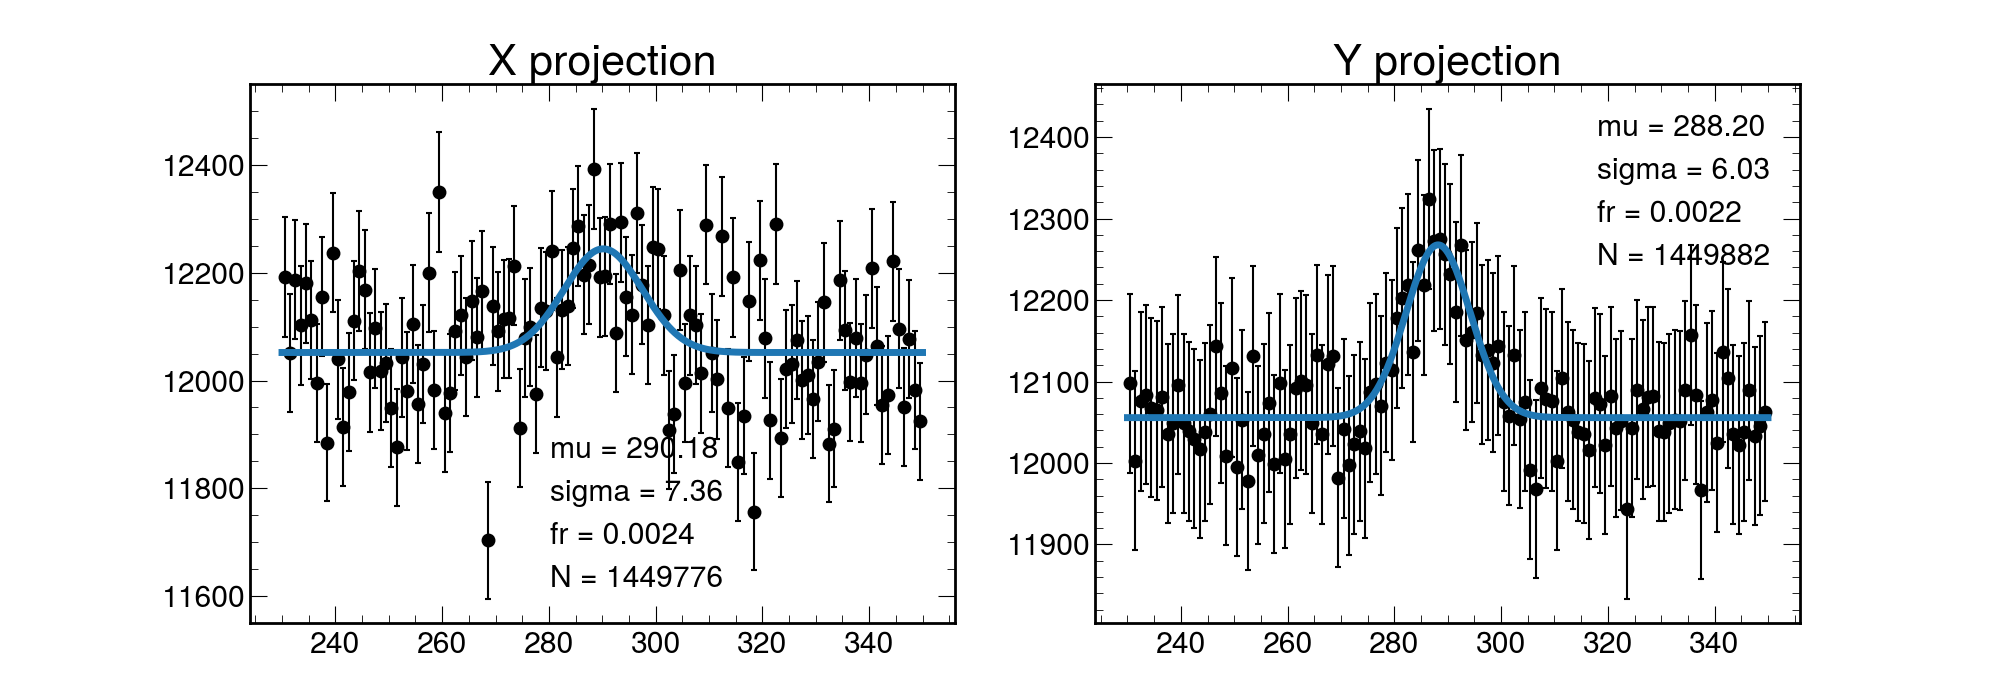 X projection
12400
12200
12000
11800
11600
240 260 280 300 320 340
mu = 290.18
sigma = 7.36
fr = 0.0024
N = 1449776
Y projection
12400
12300
12200
12100
12000
11900
240 260 280 300 320 340
mu = 288.20
sigma = 6.03
fr = 0.0022
N = 1449882